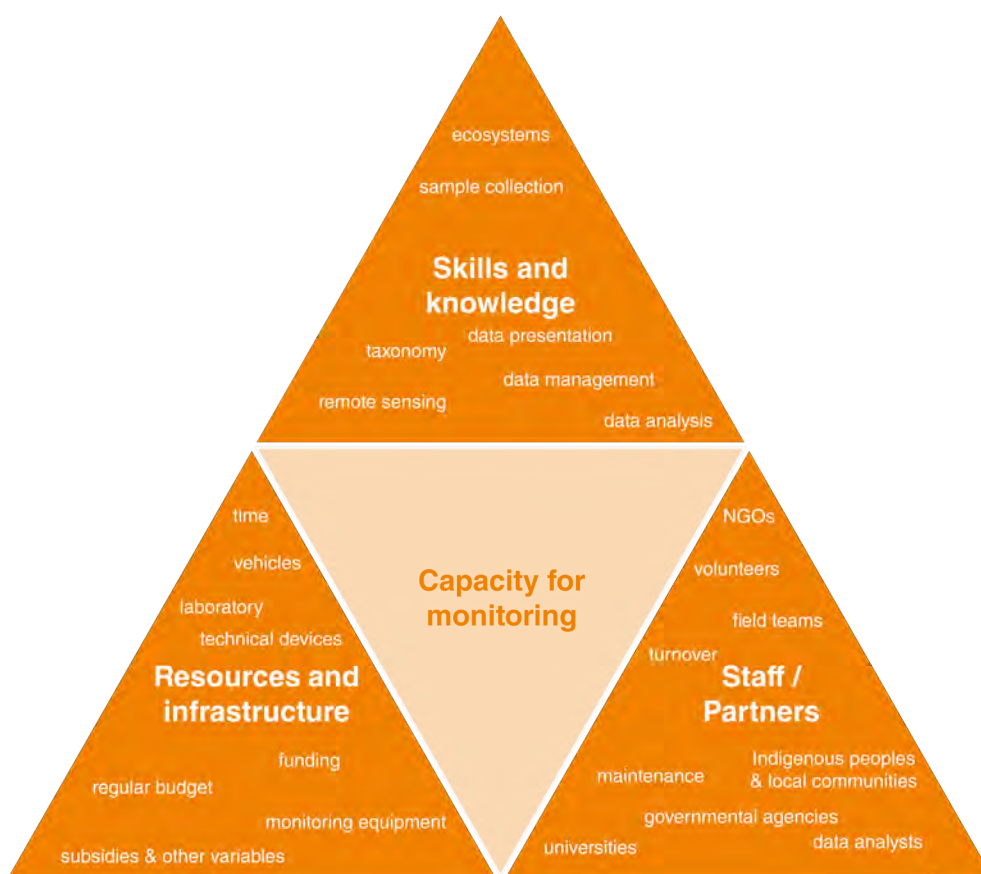 ecosystems
sample collection
Skills and
knowledge
data presentation
taxonomy
data management
remote sensing
data analysis
time
vehicles
laboratory
technical devices
Resources and
infrastructure
funding
regular budget
monitoring equipment
subsidies & other variables
Capacity for
monitoring
NGOs
volunteers
field teams
turnover
Staff /
Partners
Indigenous peoples
& local communities
maintenance
governmental agencies
data analysts
universities